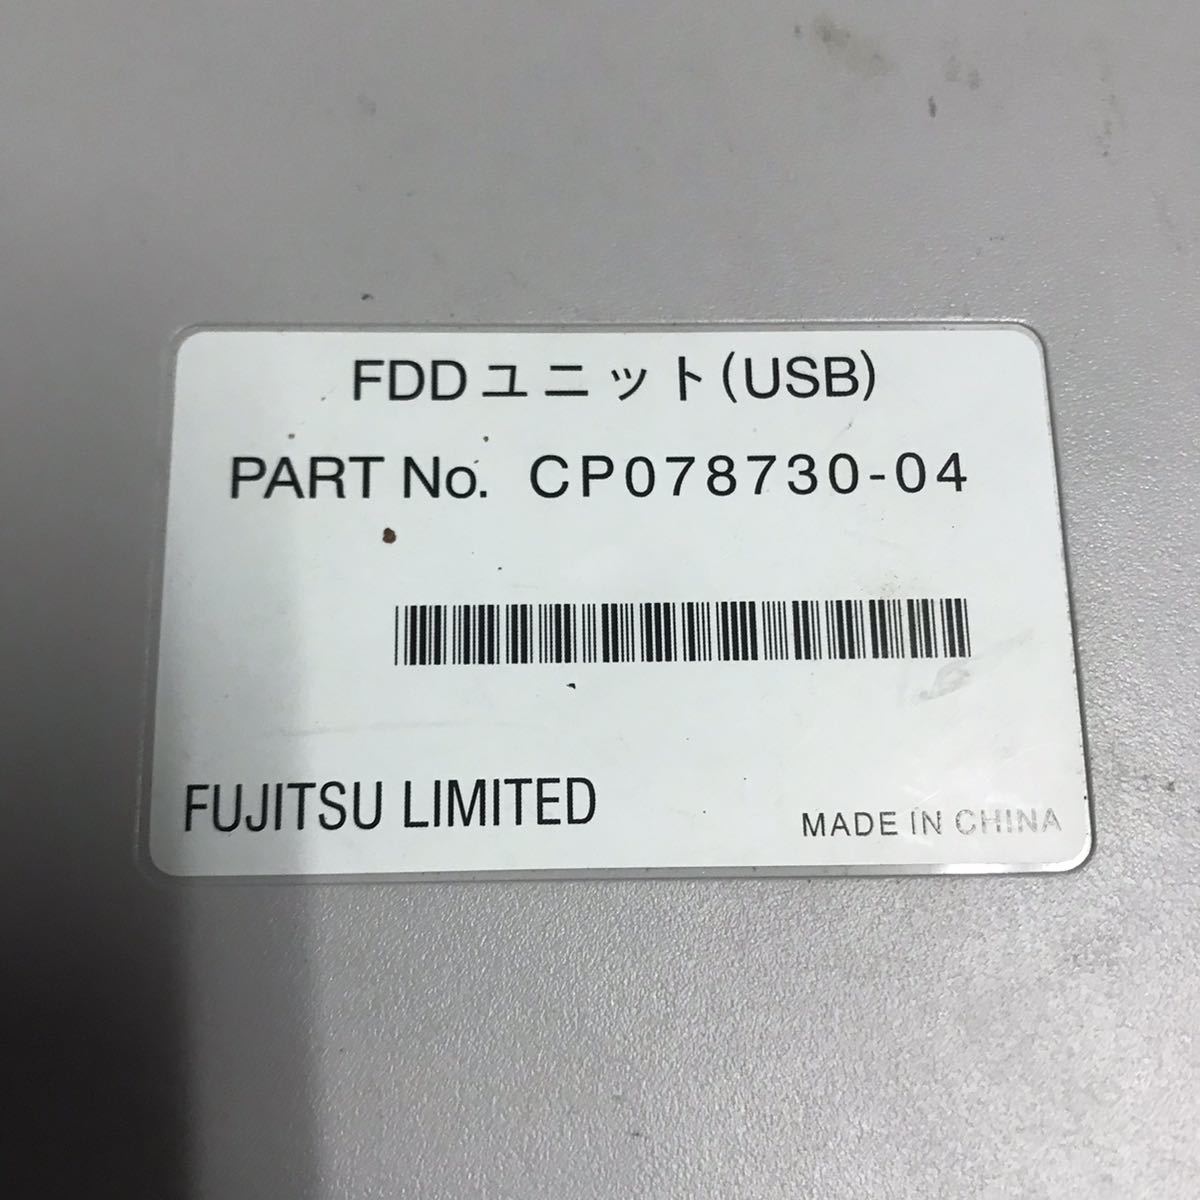 FDDユニット(USB)
PART No. CP078730-04
FUJITSU LIMITED
MADE IN CHINA